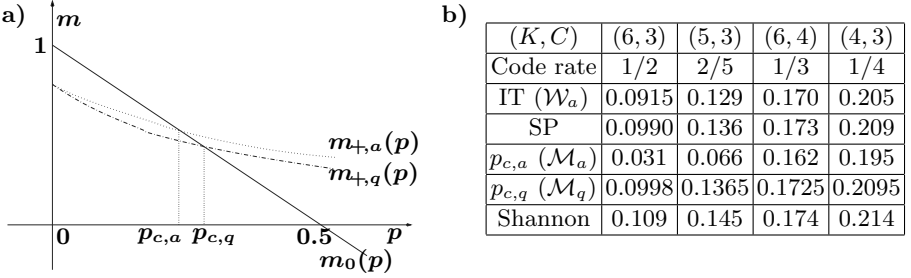 a)
m
1
m+,a(p)
m+,q(p)
0
pc,a
pc,q
0.5
p
m0(p)
b)
(K, C) (6, 3) (5, 3) (6, 4) (4, 3)
Code rate 1/2 2/5 1/3 1/4
IT (𝒲a) 0.0915 0.129 0.170 0.205
SP 0.0990 0.136 0.173 0.209
pc,a (ℳa) 0.031 0.066 0.162 0.195
pc,q (ℳq) 0.0998 0.1365 0.1725 0.2095
Shannon 0.109 0.145 0.174 0.214